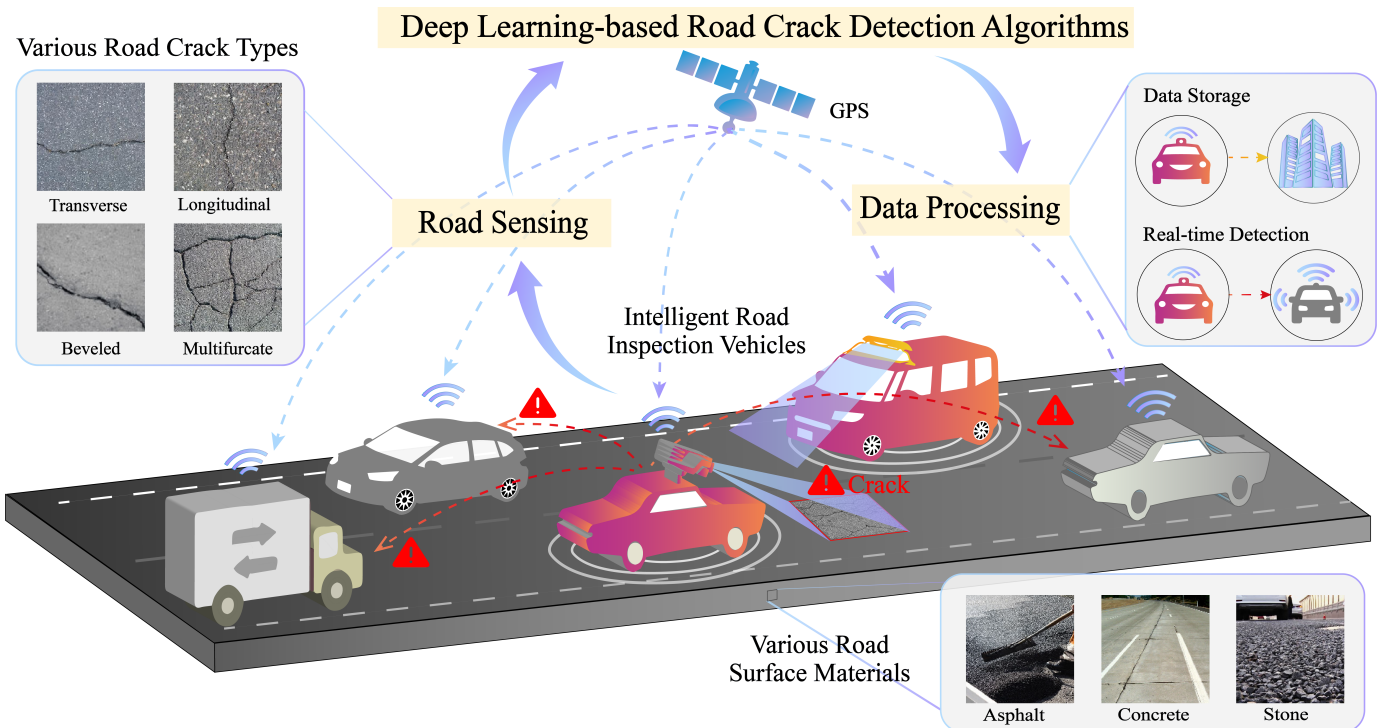 Deep Learning-based Road Crack Detection Algorithms
Various Road Crack Types
Transverse
Longitudinal
Beveled
Multifurcate
GPS
Road Sensing
Data Processing
Data Storage
Real-time Detection
Intelligent Road
Inspection Vehicles
Crack
Various Road
Surface Materials
Asphalt
Concrete
Stone